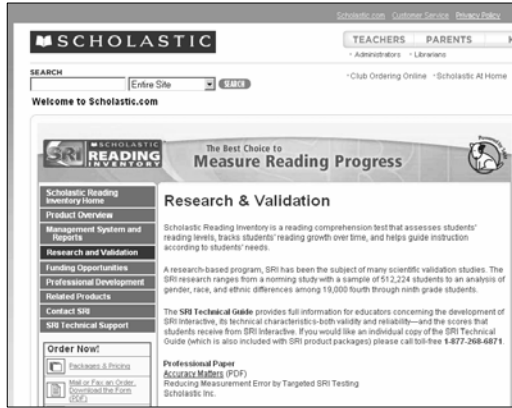 Scholastic.com Customer Service Privacy Policy
SCHOLASTIC
TEACHERS PARENTS K
Administrators Librarians
SEARCH
Entire Site SEARCH
Club Ordering Online Scholastic At Home
Welcome to Scholastic.com
SRI SCHOLASTIC READING INVENTORY
The Best Choice to
Measure Reading Progress
Scholastic Reading
Inventory Home
Product Overview
Management System and
Reports
Research and Validation
Funding Opportunities
Professional Development
Related Products
Contact SRI
SRI Technical Support
Order Now!
Packages & Pricing
Mail or Fax an Order.
Download the Form
(PDF)
Research & Validation
Scholastic Reading Inventory is a reading comprehension test that assesses students'
reading levels, tracks students' reading growth over time, and helps guide instruction
according to students' needs.
A research-based program, SRI has been the subject of many scientific validation studies. The
SRI research ranges from a norming study with a sample of 512,224 students to an analysis of
gender, race, and ethnic differences among 19,000 fourth through ninth grade students.
The SRI Technical Guide provides full information for educators concerning the development of
SRI Interactive, its technical characteristics-both validity and reliability—and the scores that
students receive from SRI Interactive. If you would like an individual copy of the SRI Technical
Guide (which is also included with SRI product packages) please call toll-free 1-877-268-6871.
Professional Paper
Accuracy Matters (PDF)
Reducing Measurement Error by Targeted SRI Testing
Scholastic Inc.